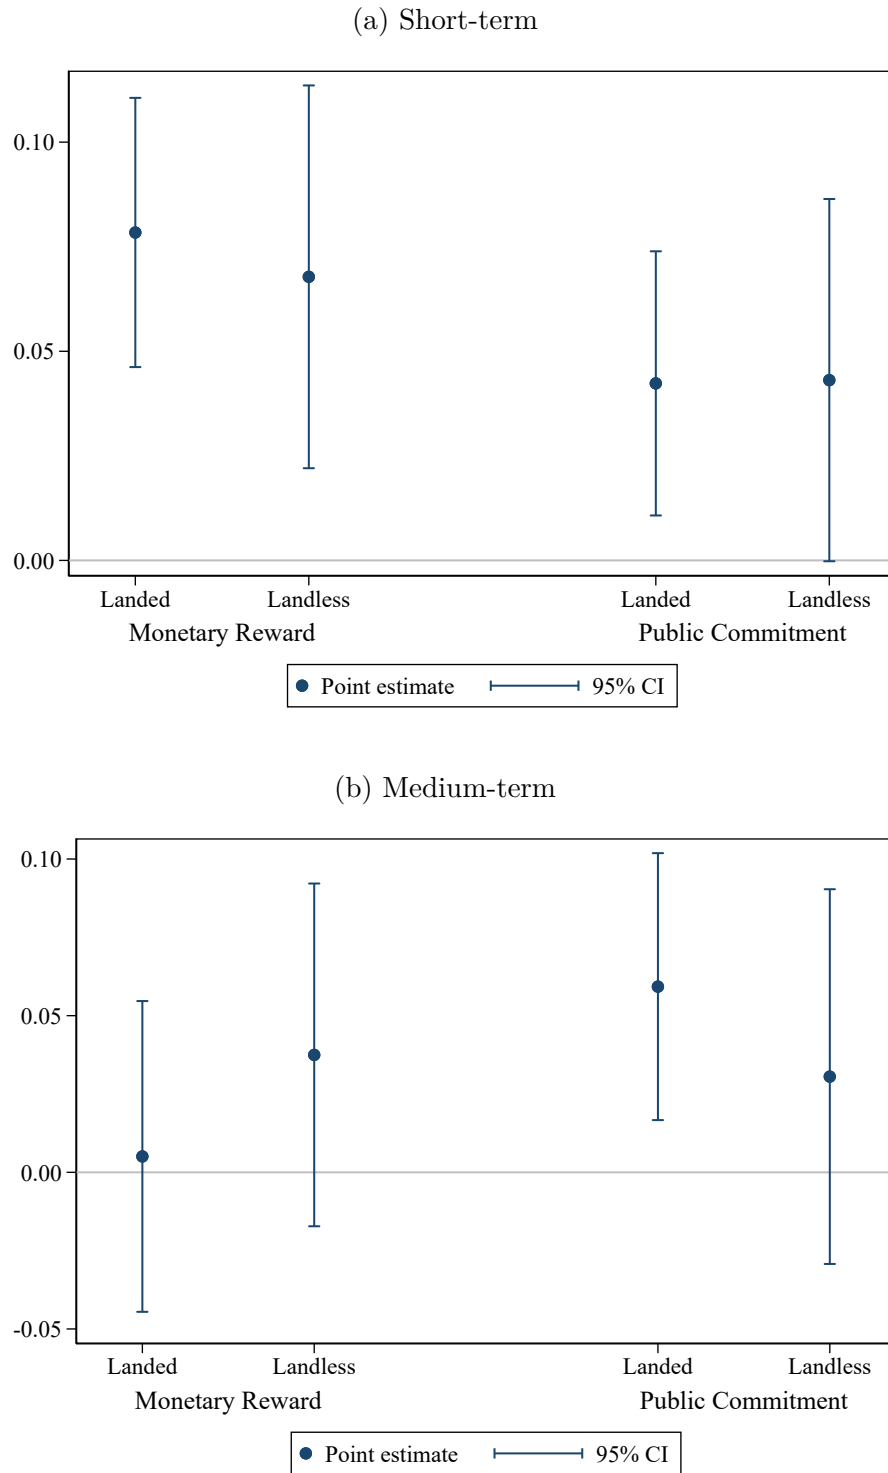 (a) Short-term
0.10
0.05
0.00
Landed Landless Landed Landless
Monetary Reward Public Commitment
Point estimate 95% CI
(b) Medium-term
0.10
0.05
0.00
-0.05
Landed Landless Landed Landless
Monetary Reward Public Commitment
Point estimate 95% CI